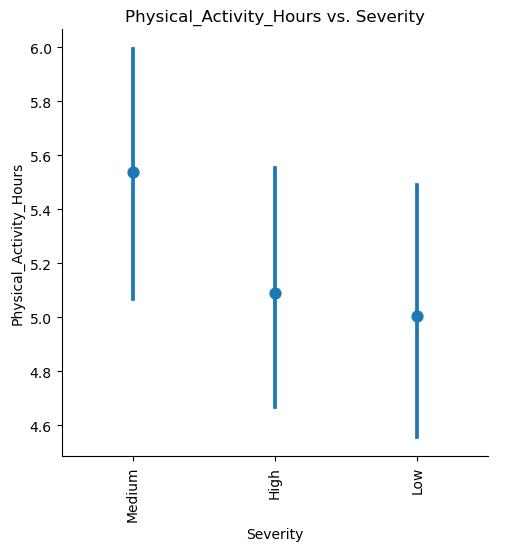 Physical_Activity_Hours vs. Severity
Physical_Activity_Hours
6.0
5.8
5.6
5.4
5.2
5.0
4.8
4.6
Medium
High
Low
Severity